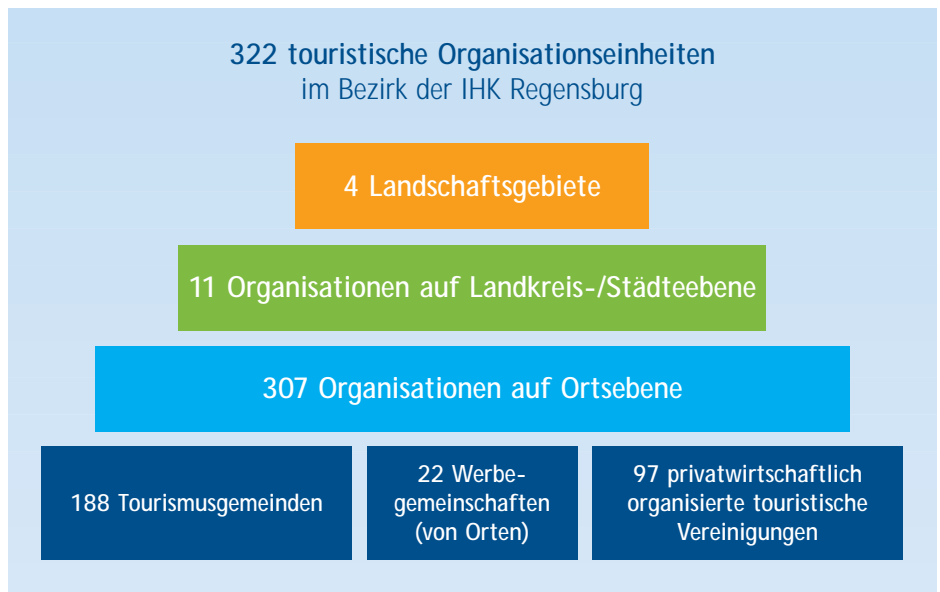 322 touristische Organisationseinheiten
im Bezirk der IHK Regensburg
4 Landschaftsgebiete
11 Organisationen auf Landkreis-/Städteebene
307 Organisationen auf Ortsebene
188 Tourismusgemeinden
22 Werbe-
gemeinschaften
(von Orten)
97 privatwirtschaftlich
organisierte touristische
Vereinigungen